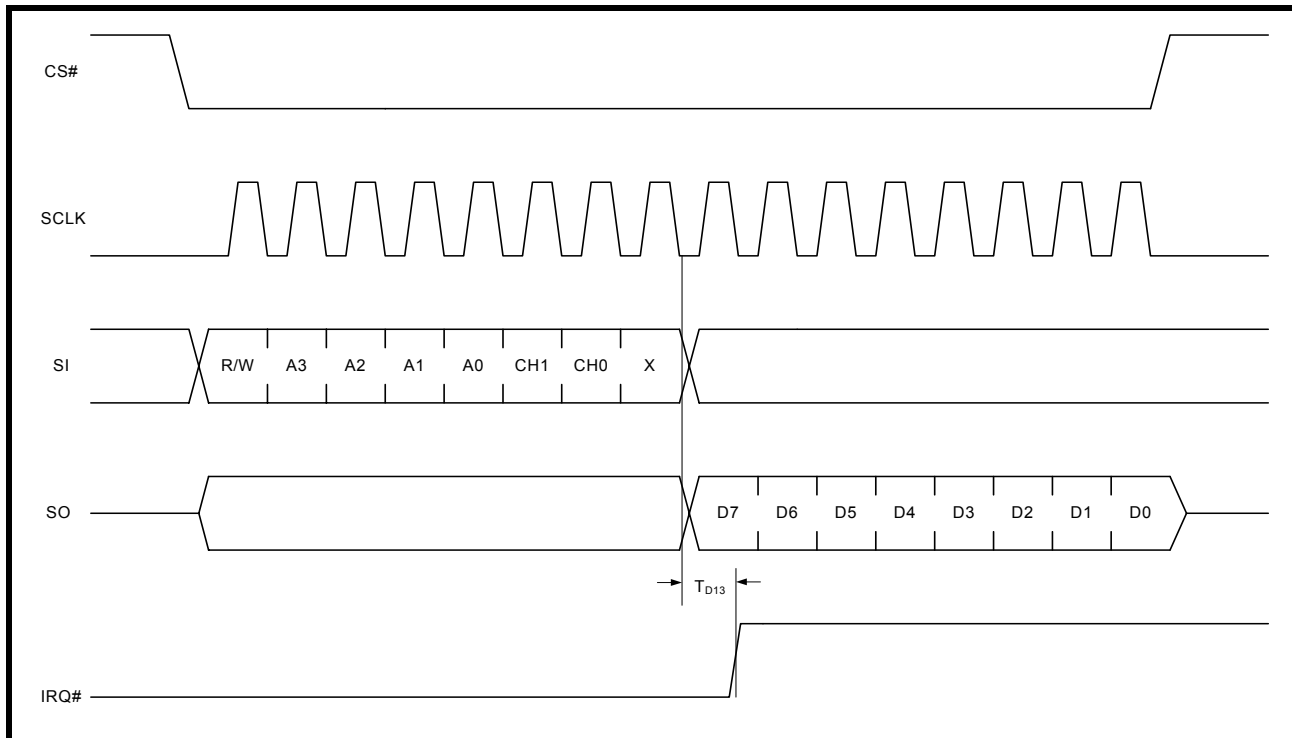 CS#
SCLK
SI
R/W A3 A2 A1 A0 CH1 CH0 X
SO
D7 D6 D5 D4 D3 D2 D1 D0
TD13
IRQ#